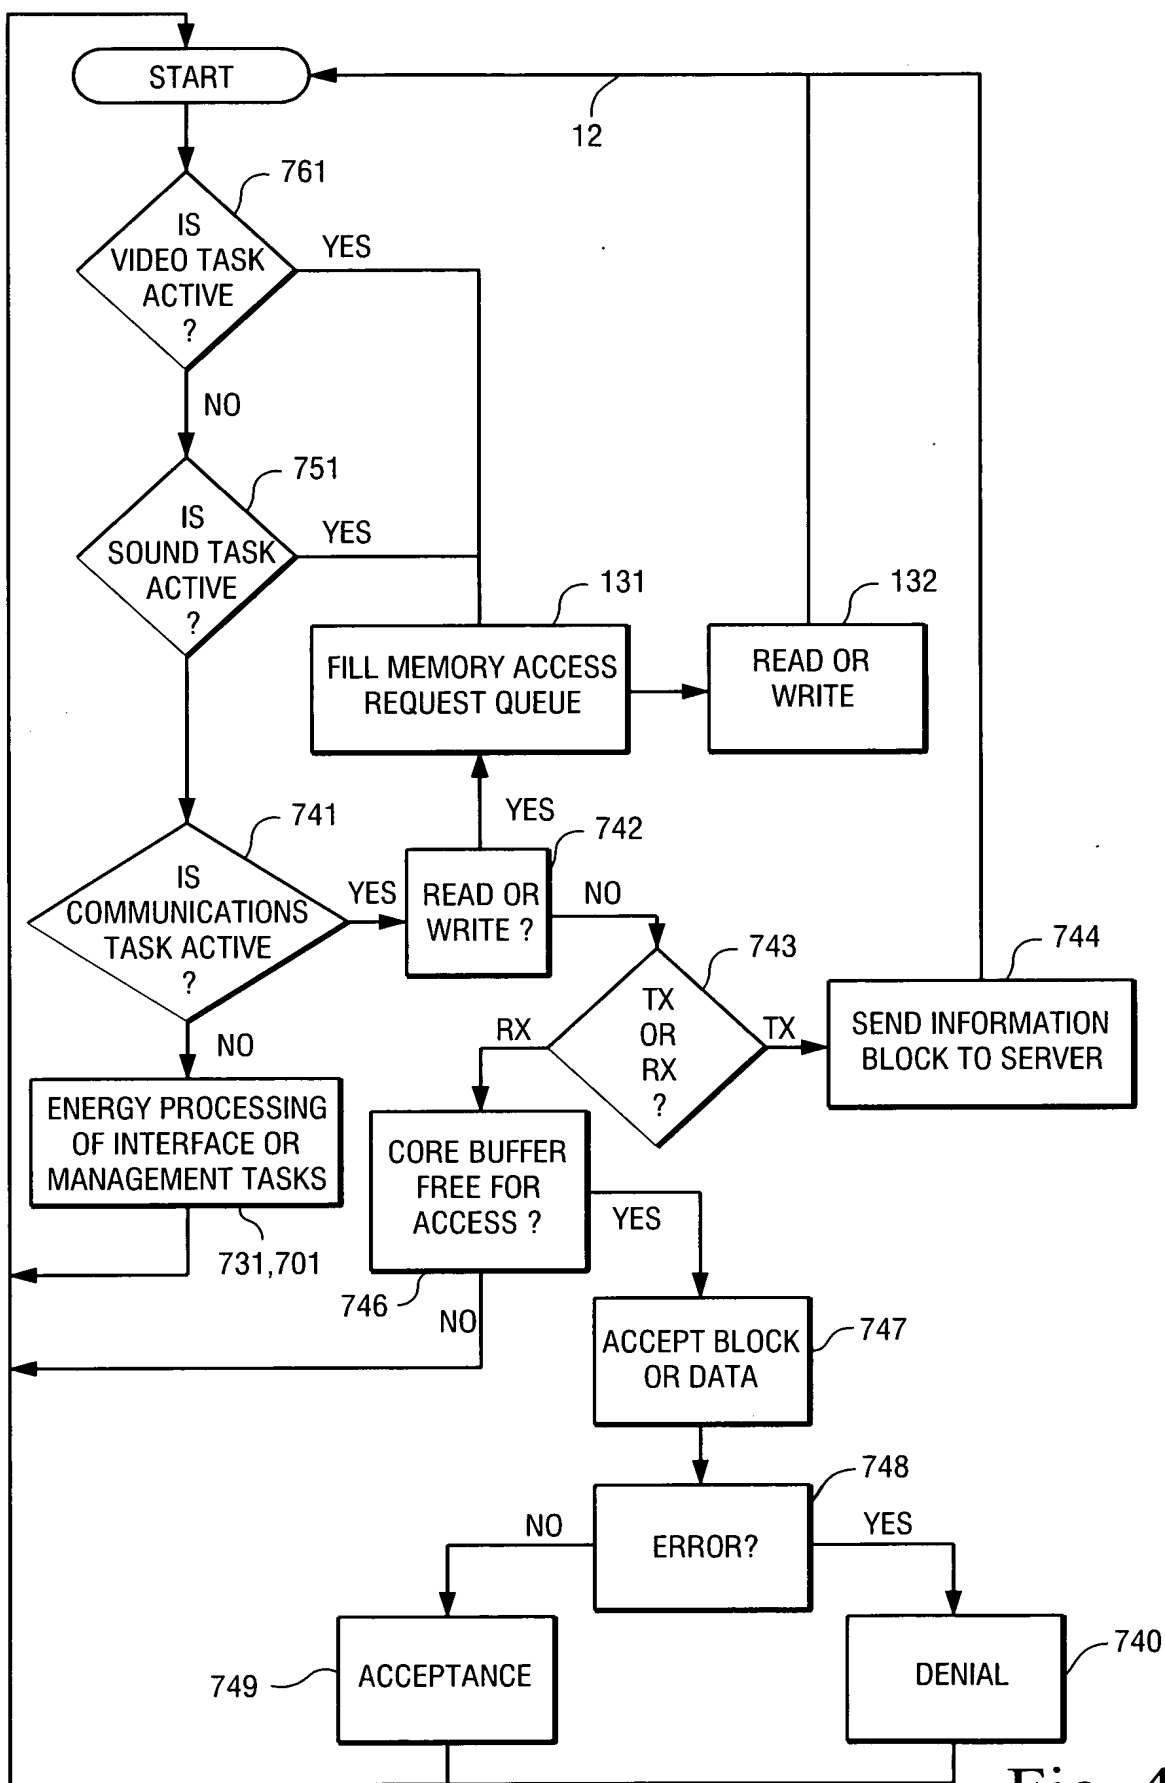 START
12
761
IS
VIDEO TASK
ACTIVE
?
YES
NO
751
IS
SOUND TASK
ACTIVE
?
YES
131
FILL MEMORY ACCESS
REQUEST QUEUE
132
READ OR
WRITE
741
IS
COMMUNICATIONS
TASK ACTIVE
?
YES
YES
742
READ OR
WRITE ?
NO
743
TX
OR
RX
?
RX
TX
744
SEND INFORMATION
BLOCK TO SERVER
NO
ENERGY PROCESSING
OF INTERFACE OR
MANAGEMENT TASKS
731,701
CORE BUFFER
FREE FOR
ACCESS ?
YES
746
NO
ACCEPT BLOCK
OR DATA
747
748
ERROR?
NO
YES
749
ACCEPTANCE
DENIAL
740
Fig. 4